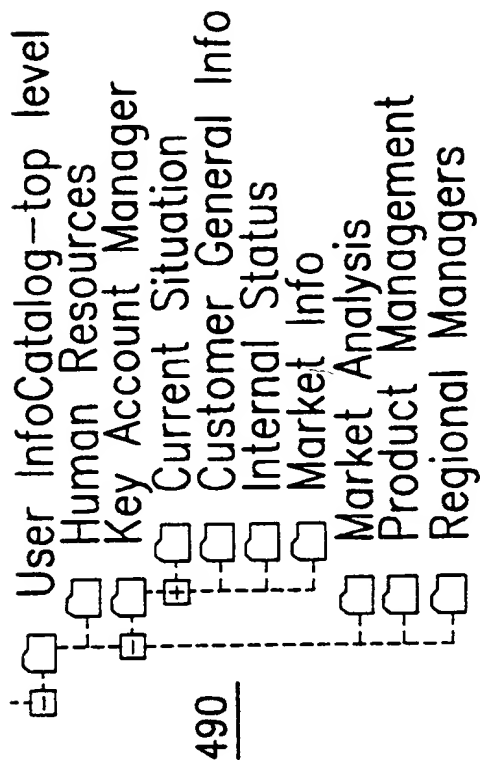 User InfoCatalog-top level
Human Resources
Key Account Manager
Current Situation
Customer General Info
Internal Status
Market Info
Market Analysis
Product Management
Regional Managers
490